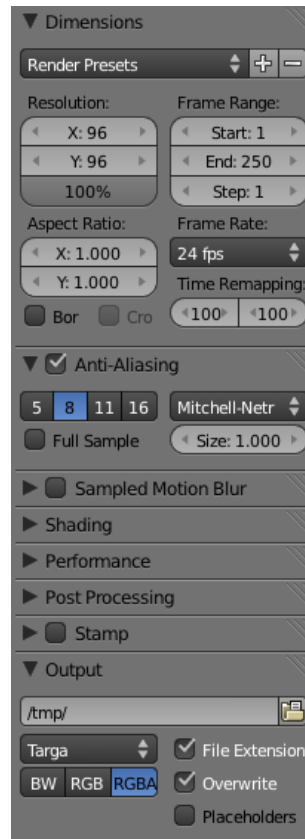 Dimensions
Render Presets
Resolution: Frame Range:
X: 96 Start: 1
Y: 96 End: 250
100% Step: 1
Aspect Ratio: Frame Rate:
X: 1.000 24 fps
Y: 1.000 Time Remapping:
Bor Cro 100 100
Anti-Aliasing
5 8 11 16 Mitchell-Netr
Full Sample Size: 1.000
Sampled Motion Blur
Shading
Performance
Post Processing
Stamp
Output
/tmp/
Targa File Extension
BW RGB RGBA Overwrite
Placeholders